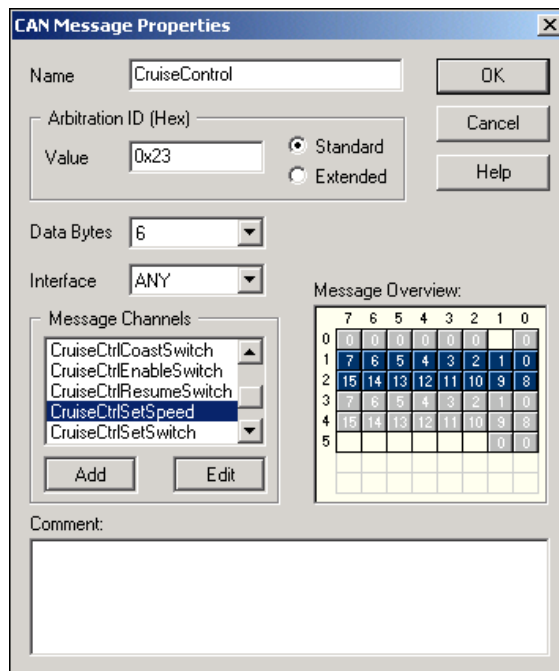 CAN Message Properties
Name CruiseControl OK
Arbitration ID (Hex) Cancel
Value 0x23 Standard
Extended Help
Data Bytes 6
Interface ANY
Message Overview:
Message Channels
7 6 5 4 3 2 1 0
CruiseCtrlCoastSwitch
CruiseCtrlEnableSwitch
CruiseCtrlResumeSwitch
CruiseCtrlSetSpeed
CruiseCtrlSetSwitch
0 0 0 0 0 0 0 0
1 7 6 5 4 3 2 1 0
2 15 14 13 12 11 10 9 8
3 7 6 5 4 3 2 1 0
4 15 14 13 12 11 10 9 8
5 0 0
Add Edit
Comment: